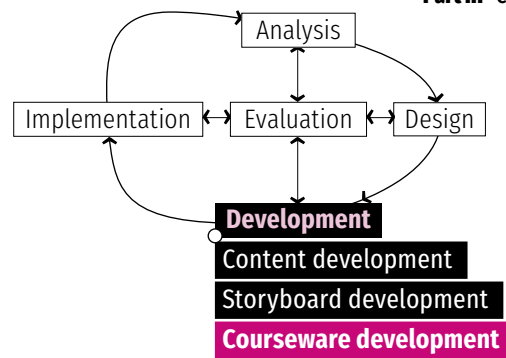 Analysis
Implementation
Evaluation
Design
Development
Content development
Storyboard development
Courseware development